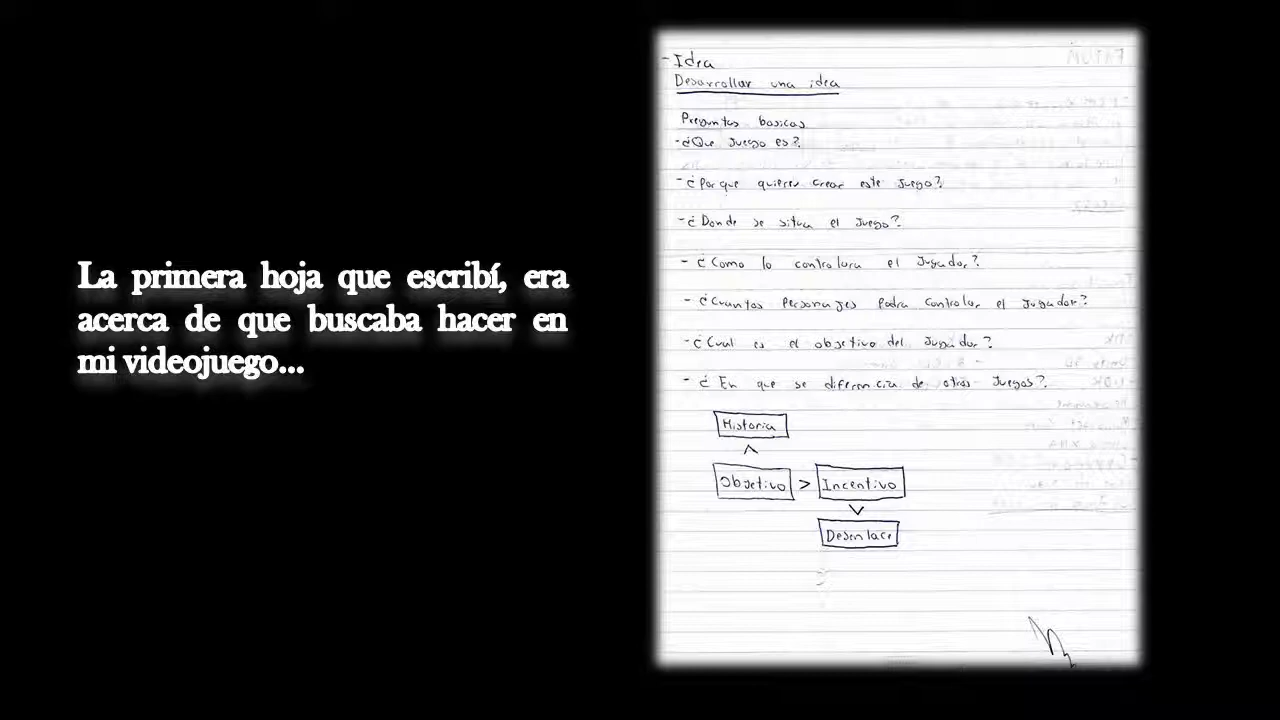 La primera hoja que escribí, era
acerca de que buscaba hacer en
mi videojuego...
- Idea
Desarrollar una idea
Preguntas basicas
-¿Que Juego es?
-¿Por que quieres crear este Juego?
-¿Donde se situa el Juego?
-¿Como lo controlara el Jugador?
-¿Cuantos Personajes Podra controlar el Jugador?
-¿Cual es el objetivo del Jugador?
-¿En que se diferencia de otros Juegos?
Historia
^
Objetivo > Incentivo
v
Desenlace